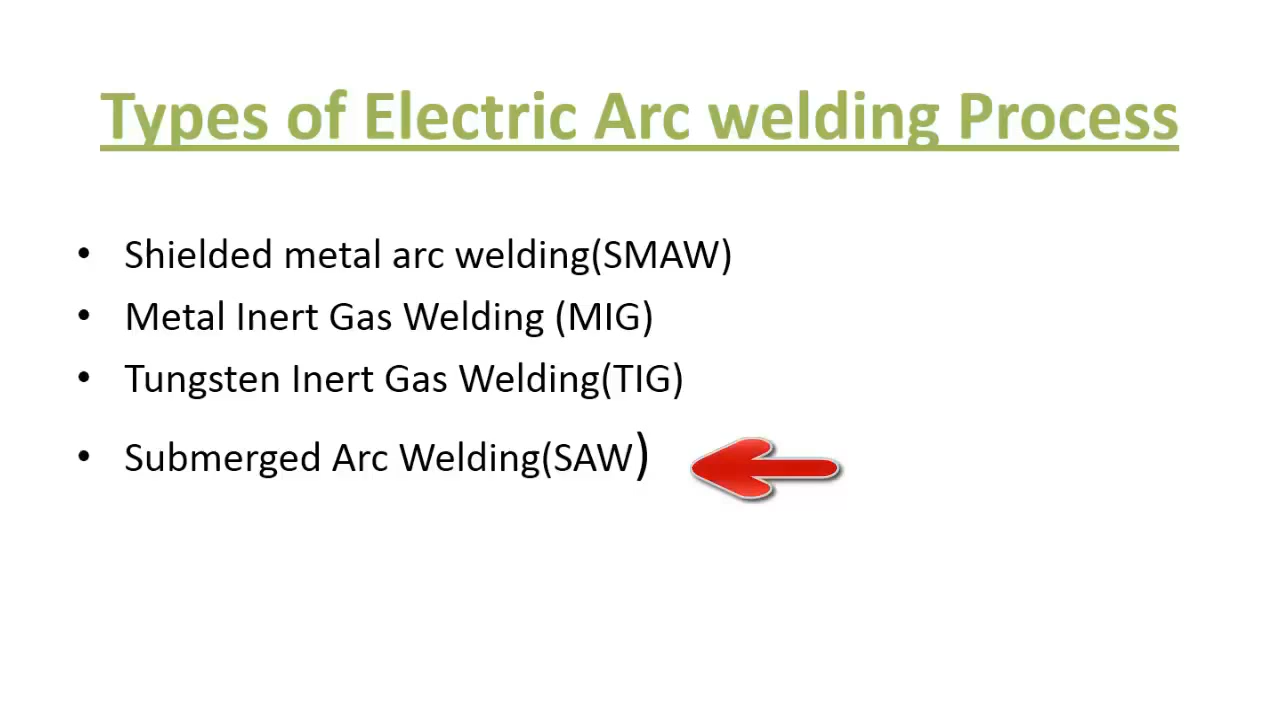 Types of Electric Arc welding Process
• Shielded metal arc welding(SMAW)
• Metal Inert Gas Welding (MIG)
• Tungsten Inert Gas Welding(TIG)
• Submerged Arc Welding(SAW)